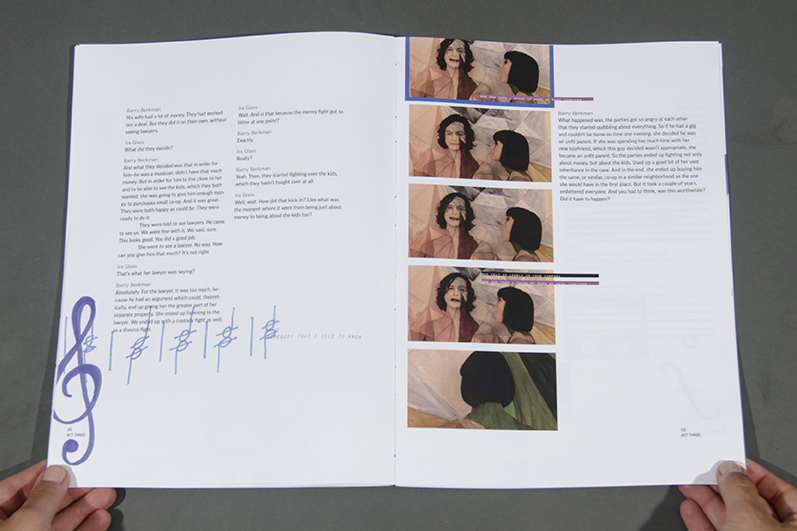 Barry Berkman
His wife had a lot of money. They had worked
out a deal. But they did it on their own, without
seeing lawyers.
Ira Glass
What did they decide?
Barry Berkman
And what they decided was that in order for
him–he was a musician, didn't have that much
money. But in order for him to live close to her
and to be able to see the kids, which they both
wanted, she was going to give him enough mon-
ey to purchase a small co-op. And it was great.
They were both happy as could be. They were
ready to do it.
They were told to see lawyers. He came
to see us. We were fine with it. We said, sure.
This looks good. You did a good job.
She went to see a lawyer. No way. How
can you give him that much? It's not right
Ira Glass
That's what her lawyer was saying?
Barry Berkman
Absolutely. For the lawyer, it was too much, be-
cause he had an argument which could, theoret-
ically, end up giving her the greater part of her
separate property. She ended up listening to the
lawyer. We ended up with a custody fight as well
as a divorce fight.
Ira Glass
Wait. And is that because the money fight got so
bitter at one point?
Barry Berkman
Exactly.
Ira Glass
Really?
Barry Berkman
Yeah. Then, they started fighting over the kids,
which they hadn't fought over at all.
Ira Glass
Well, wait. How did that kick in? Like what was
the moment where it went from being just about
money to being about the kids too?
SOMEBODY THAT I USED TO KNOW
ACT THREE
Barry Berkman
What happened was, the parties got so angry at each other
that they started quibbling about everything. So if he had a gig
and couldn't be home on time one evening, she decided he was
an unfit parent. If she was spending too much time with her
new boyfriend, which this guy decided wasn't appropriate, she
became an unfit parent. So the parties ended up fighting not only
about money, but about the kids. Used up a good bit of her vast
inheritance in the case. And in the end, she ended up buying him
the same, or similar, co-op in a similar neighborhood as the one
she would have in the first place. But it took a couple of years,
embittered everyone. And you had to think, was this worthwhile?
Did it have to happen?
ACT THREE